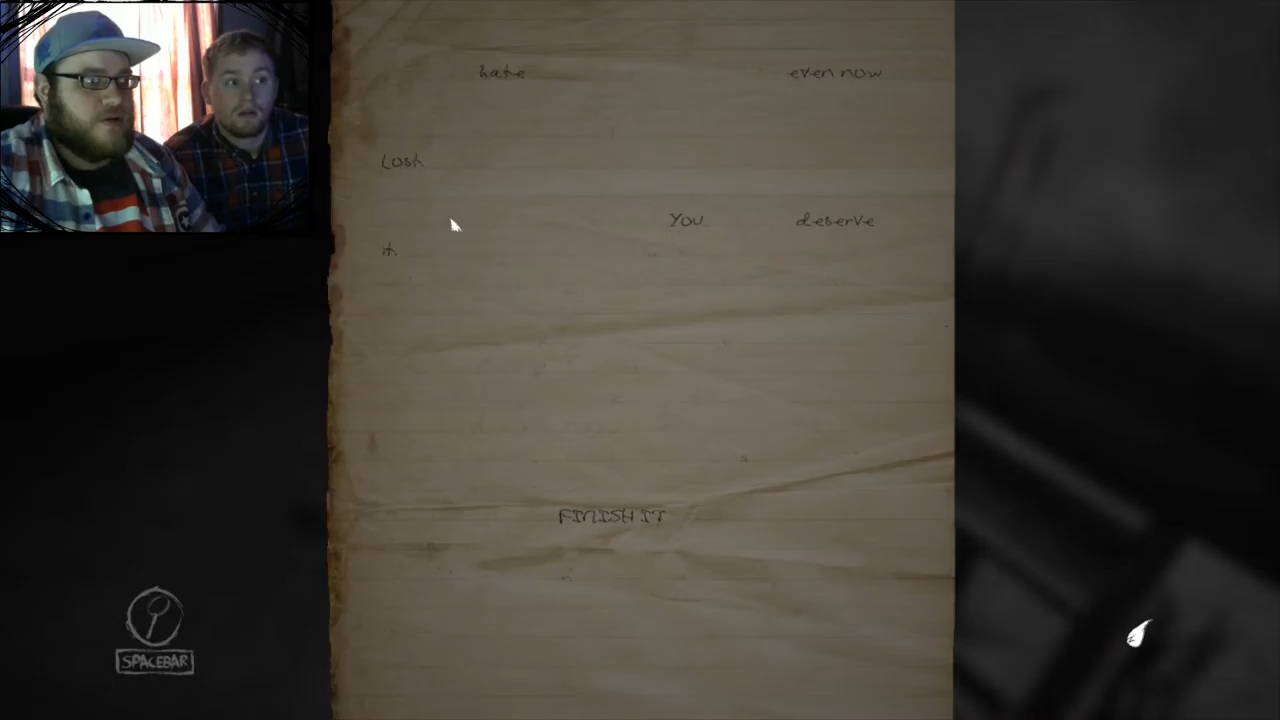 hate even now
Lost
You deserve
it
FINISH IT
SPACEBAR